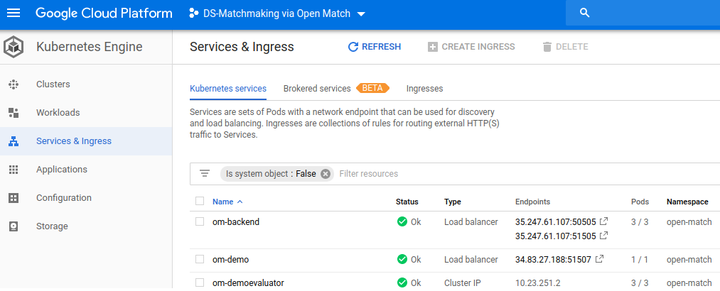 Google Cloud Platform DS-Matchmaking via Open Match
Kubernetes Engine
Services & Ingress REFRESH CREATE INGRESS DELETE
Clusters
Workloads
Services & Ingress
Applications
Configuration
Storage
Kubernetes services Brokered services BETA Ingresses
Services are sets of Pods with a network endpoint that can be used for discovery
and load balancing. Ingresses are collections of rules for routing external HTTP(S)
traffic to Services.
Is system object : False Filter resources
Name Status Type Endpoints Pods Namespace
om-backend Ok Load balancer 35.247.61.107:50505 3 / 3 open-match
35.247.61.107:51505
om-demo Ok Load balancer 34.83.27.188:51507 1 / 1 open-match
om-demoevaluator Ok Cluster IP 10.23.251.2 3 / 3 open-match